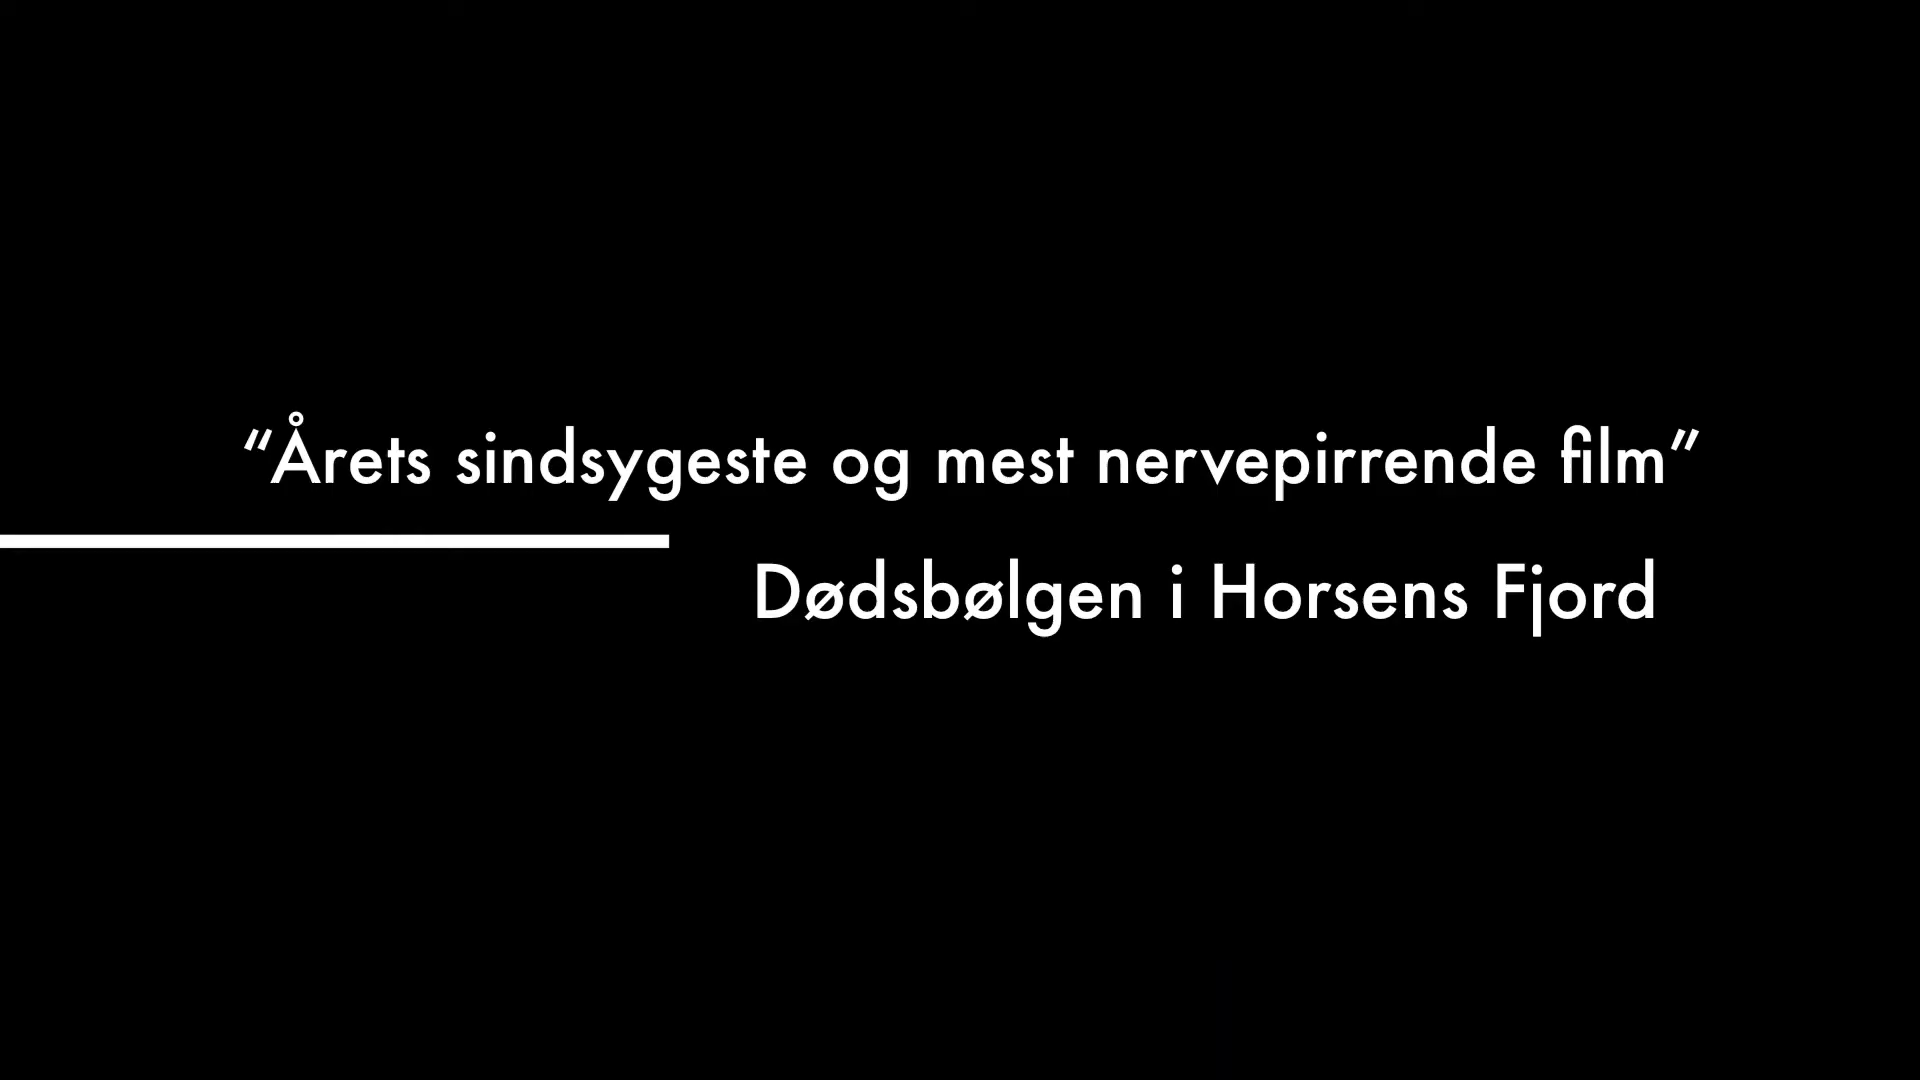 “Årets sindsygeste og mest nervepirrende film”
Dødsbølgen i Horsens Fjord